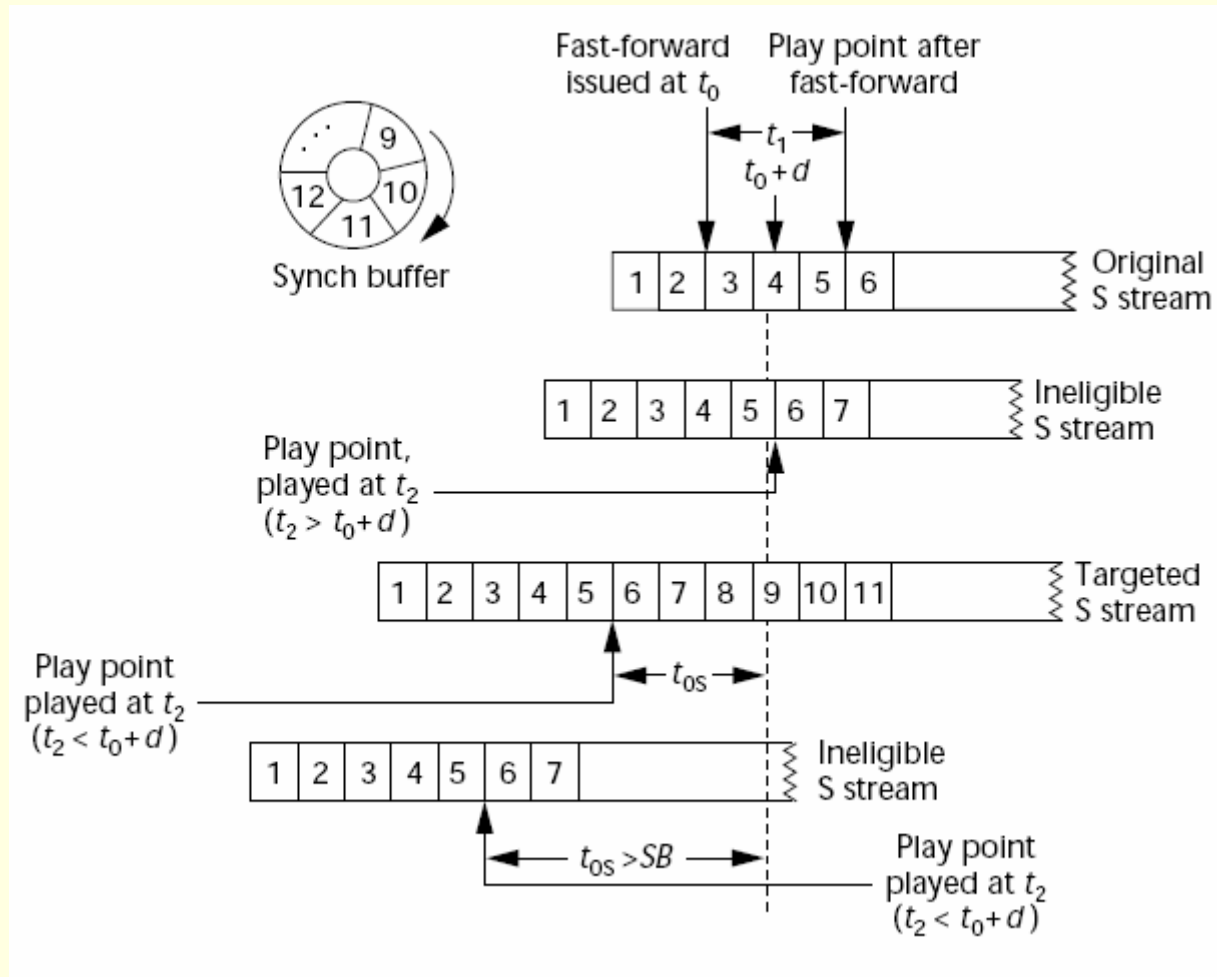 Fast-forward
issued at t0
Play point after
fast-forward
t1
t0 + d
9
10
11
12
Synch buffer
1 2 3 4 5 6
Original
S stream
1 2 3 4 5 6 7
Ineligible
S stream
Play point,
played at t2
(t2 > t0 + d)
1 2 3 4 5 6 7 8 9 10 11
Targeted
S stream
Play point
played at t2
(t2 < t0 + d)
t0S
1 2 3 4 5 6 7
Ineligible
S stream
t0S > SB
Play point
played at t2
(t2 < t0 + d)